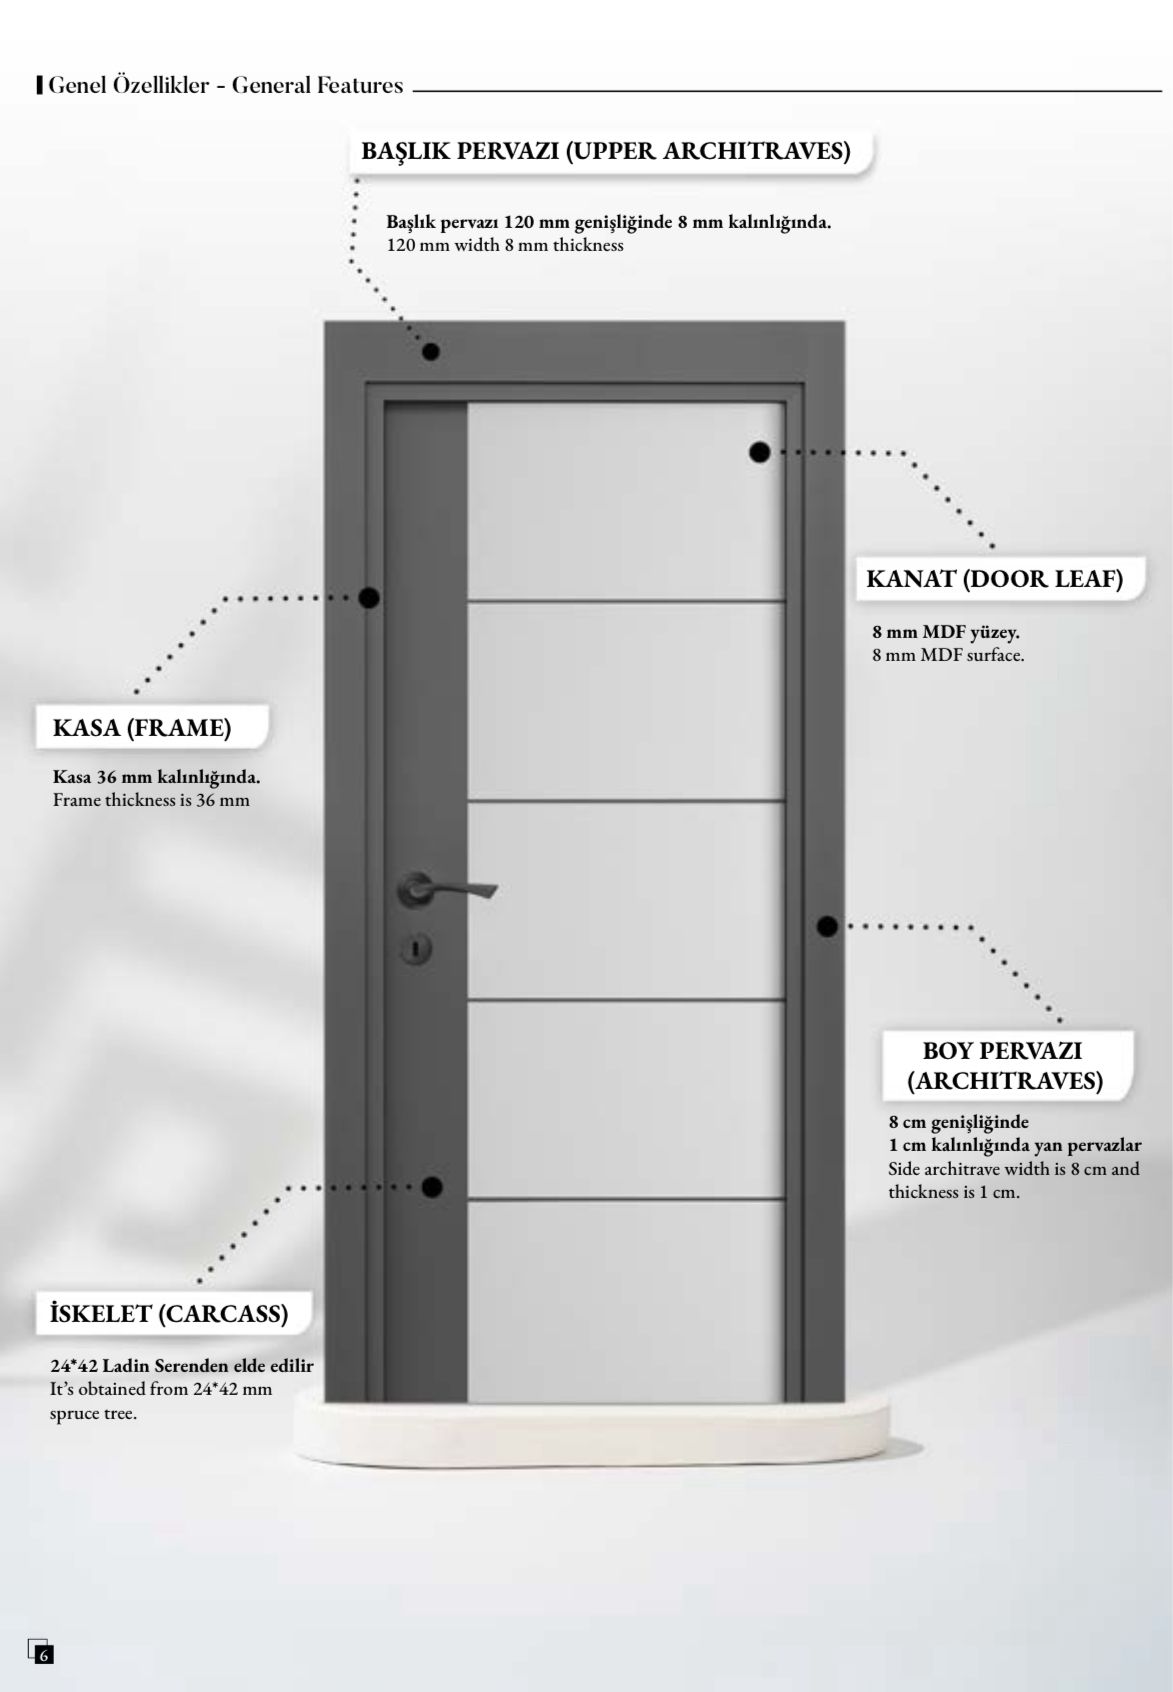 Genel Özellikler - General Features
BAŞLIK PERVAZI (UPPER ARCHITRAVES)
Başlık pervazı 120 mm genişliğinde 8 mm kalınlığında.
120 mm width 8 mm thickness
KANAT (DOOR LEAF)
8 mm MDF yüzey.
8 mm MDF surface.
KASA (FRAME)
Kasa 36 mm kalınlığında.
Frame thickness is 36 mm
BOY PERVAZI
(ARCHITRAVES)
8 cm genişliğinde
1 cm kalınlığında yan pervazlar
Side architrave width is 8 cm and
thickness is 1 cm.
İSKELET (CARCASS)
24*42 Ladin Serenden elde edilir
It’s obtained from 24*42 mm
spruce tree.
6